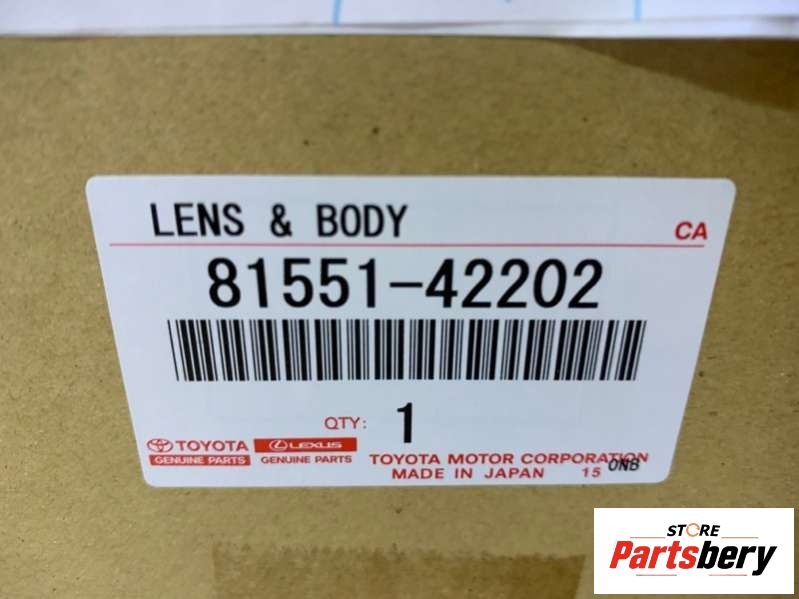 LENS & BODY
CA
81551-42202
QTY: 1
TOYOTA
GENUINE PARTS
LEXUS
GENUINE PARTS
TOYOTA MOTOR CORPORATION
MADE IN JAPAN 15 ONB
STORE
Partsbery